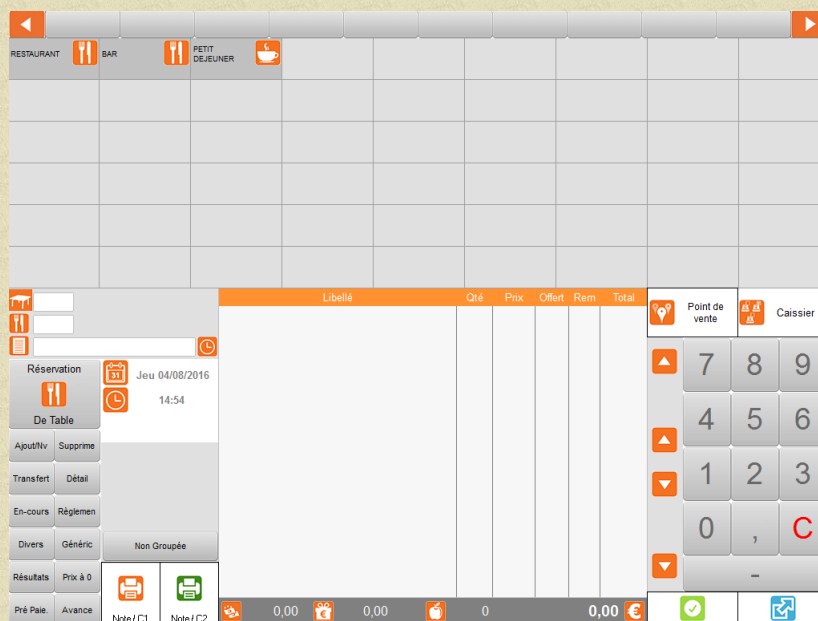 RESTAURANT
BAR
PETIT
DEJEUNER
Libellé Qté Prix Offert Rem Total
Point de
vente
Caissier
Réservation
De Table
31
Jeu 04/08/2016
14:54
7 8 9
4 5 6
1 2 3
0 , C
-
Ajout/Nv Supprime
Transfert Détail
En-cours Règlemen
Divers Généric
Non Groupée
Résultats Prix à 0
Pré Paie. Avance
Note/ C1 Note/ C2
0,00 € 0,00 0 0,00 €